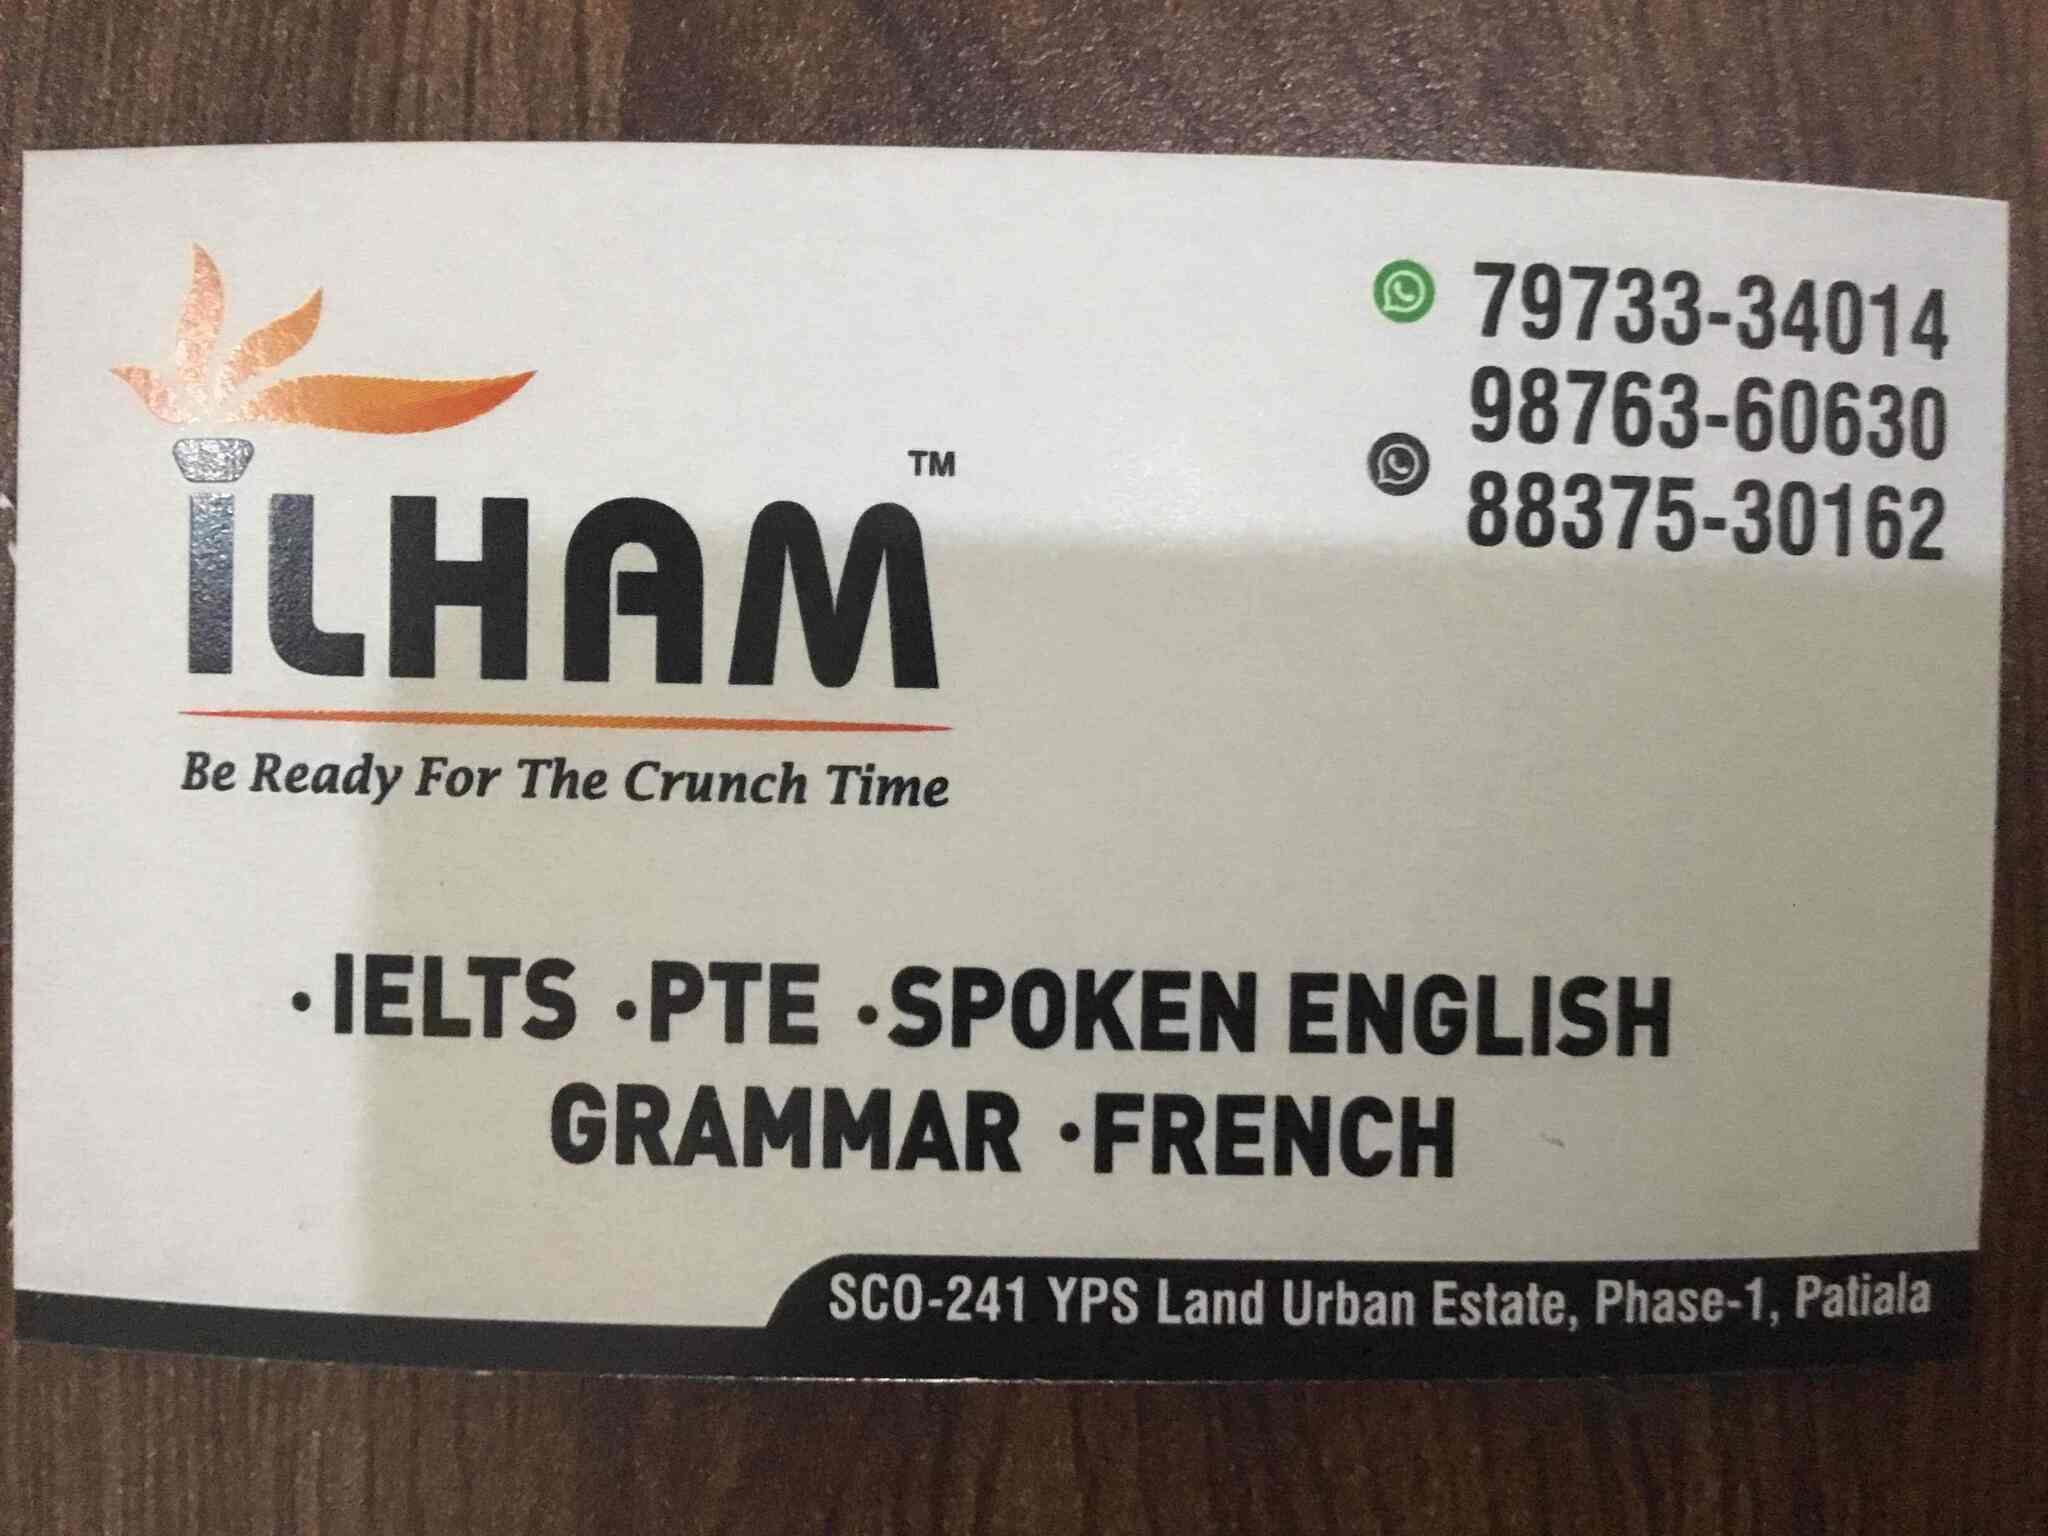 ILHAM™
Be Ready For The Crunch Time
79733-34014
98763-60630
88375-30162
·IELTS ·PTE ·SPOKEN ENGLISH
GRAMMAR ·FRENCH
SCO-241 YPS Land Urban Estate, Phase-1, Patiala